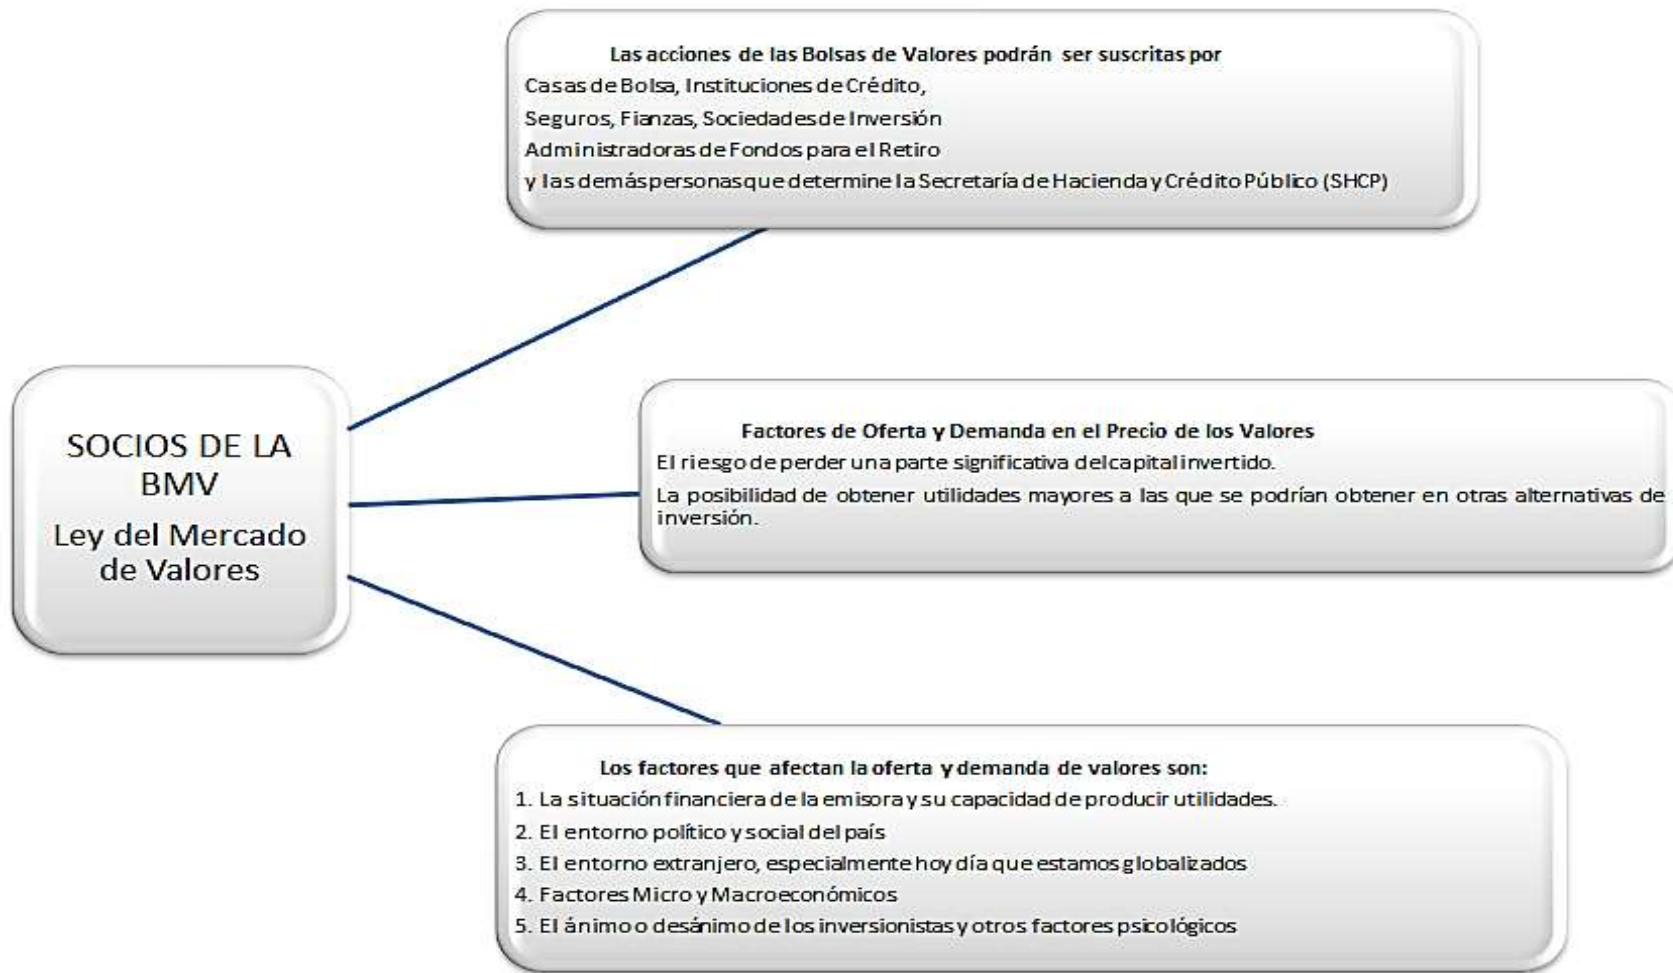 Las acciones de las Bolsas de Valores podrán ser suscritas por
Casas de Bolsa, Instituciones de Crédito,
Seguros, Fianzas, Sociedades de Inversión
Administradoras de Fondos para el Retiro
y las demás personas que determine la Secretaría de Hacienda y Crédito Público (SHCP)
SOCIOS DE LA
BMV
Ley del Mercado
de Valores
Factores de Oferta y Demanda en el Precio de los Valores
El riesgo de perder una parte significativa del capital invertido.
La posibilidad de obtener utilidades mayores a las que se podrían obtener en otras alternativas de
inversión.
Los factores que afectan la oferta y demanda de valores son:
1. La situación financiera de la emisora y su capacidad de producir utilidades.
2. El entorno político y social del país
3. El entorno extranjero, especialmente hoy día que estamos globalizados
4. Factores Micro y Macroeconómicos
5. El ánimo o desánimo de los inversionistas y otros factores psicológicos